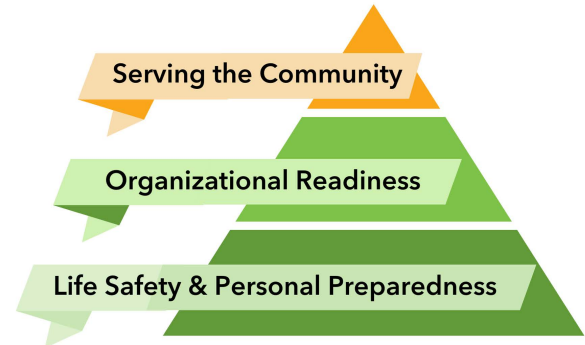 Serving the Community
Organizational Readiness
Life Safety & Personal Preparedness